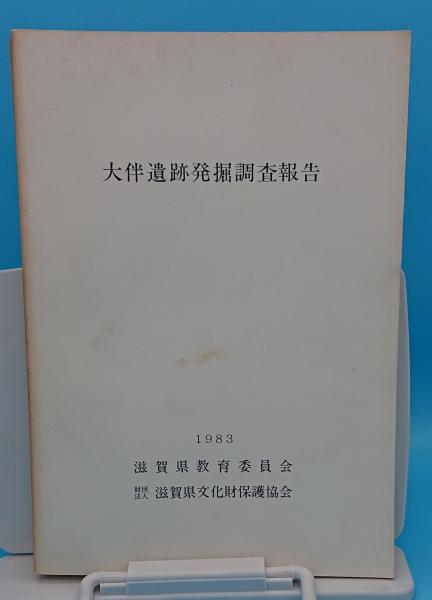 大伴遺跡発掘調査報告
1983
滋賀県教育委員会
財団法人 滋賀県文化財保護協会